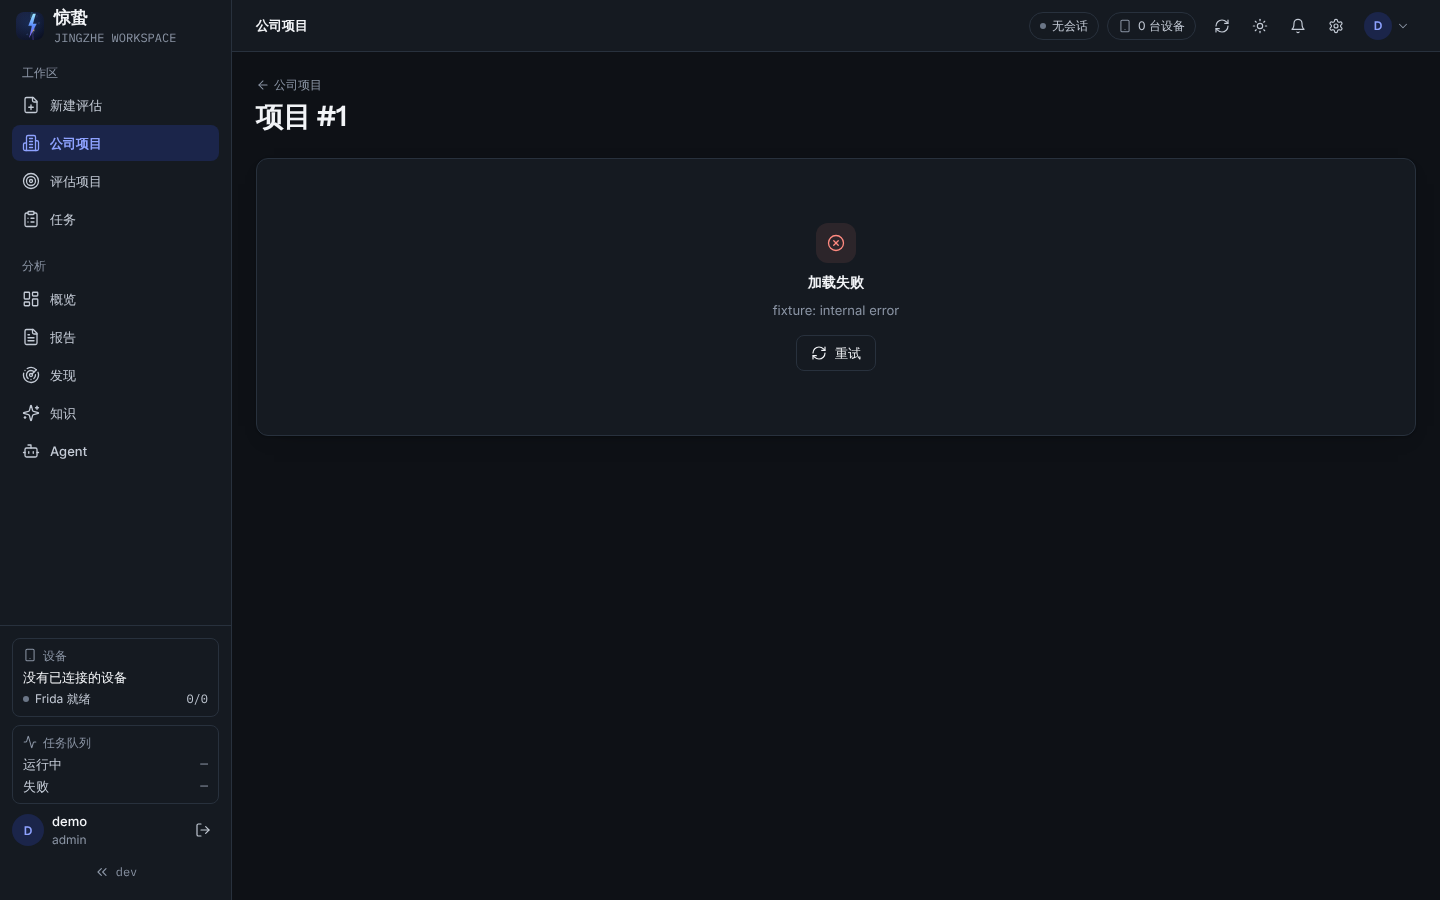 惊蛰
JINGZHE WORKSPACE
工作区
新建评估
公司项目
评估项目
任务
分析
概览
报告
发现
知识
Agent
设备
没有已连接的设备
Frida 就绪 0/0
任务队列
运行中 —
失败 —
D demo
admin
dev
公司项目
无会话
0 台设备
D
公司项目
项目 #1
加载失败
fixture: internal error
重试